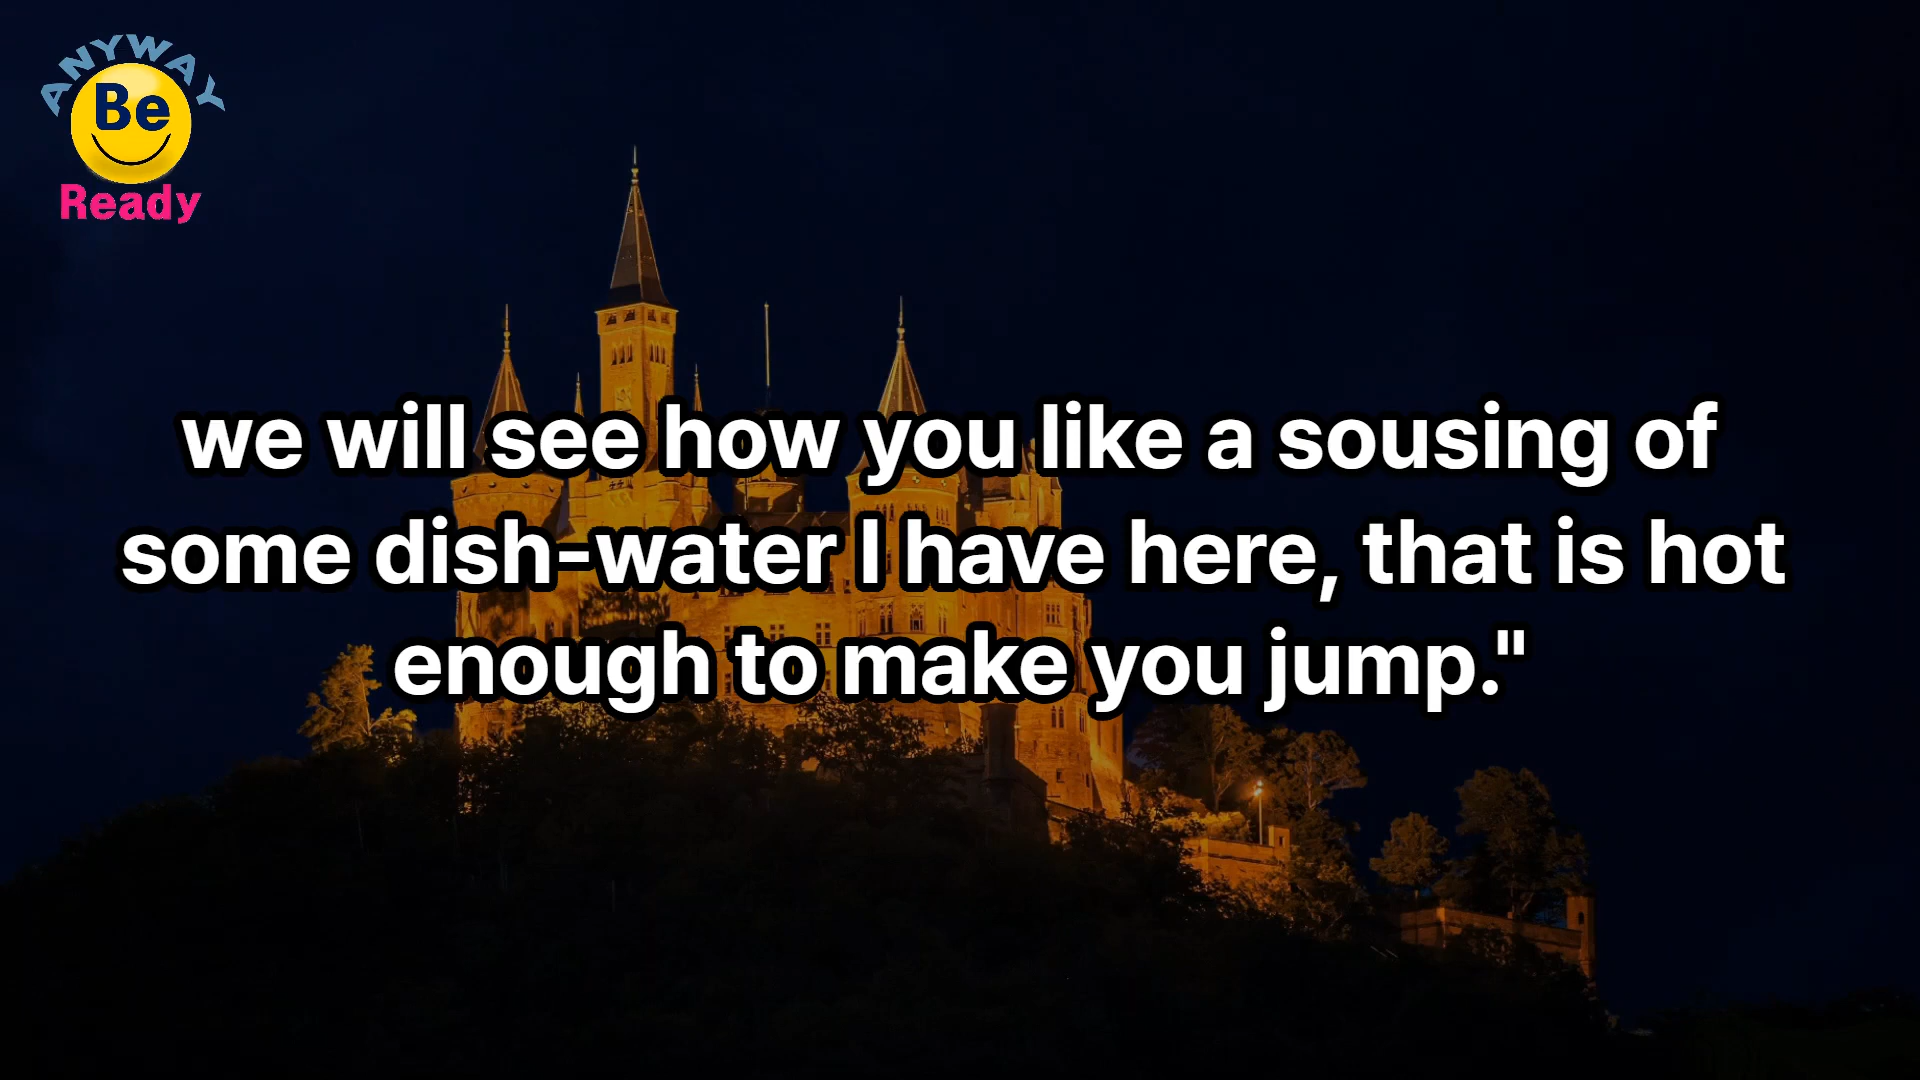 ANYWAY
Be
Ready
we will see how you like a sousing of
some dish-water I have here, that is hot
enough to make you jump."